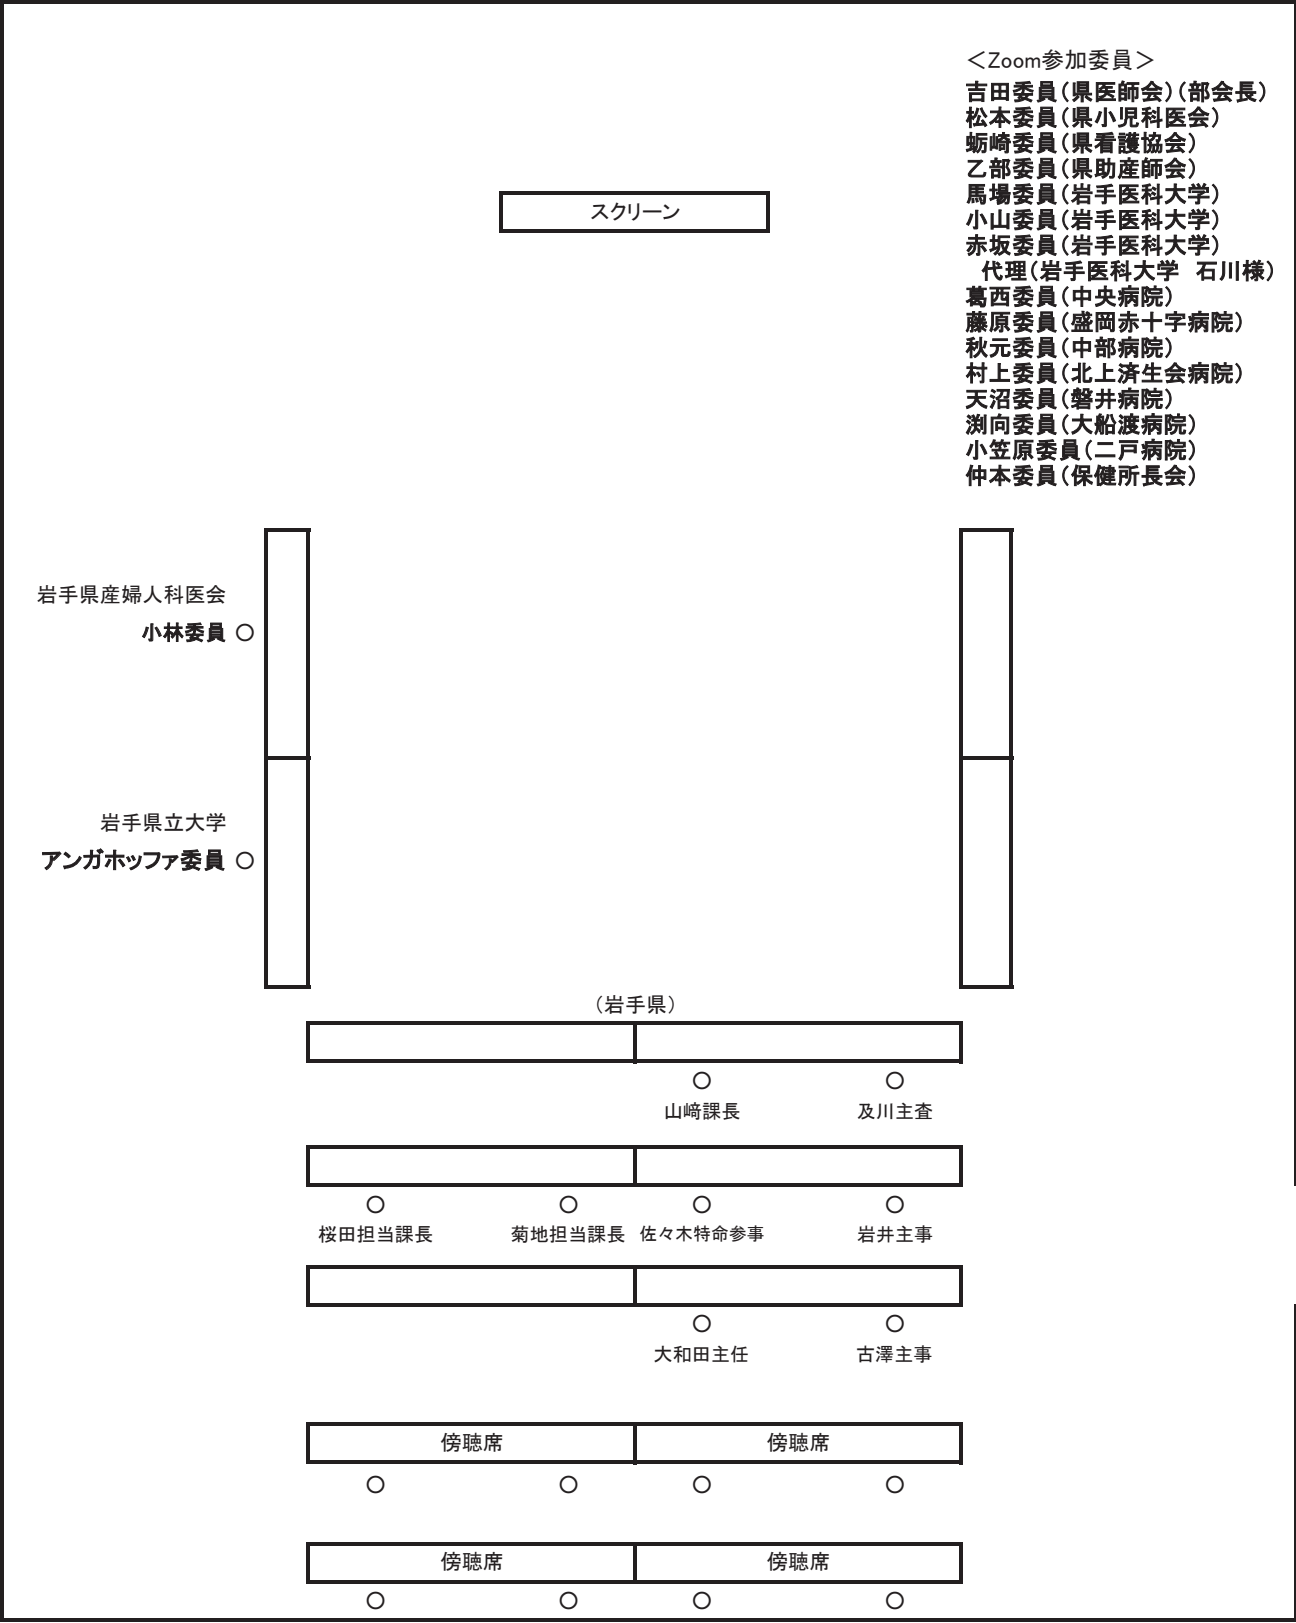 ＜Zoom参加委員＞
吉田委員（県医師会）（部会長）
松本委員（県小児科医会）
蛎崎委員（県看護協会）
乙部委員（県助産師会）
馬場委員（岩手医科大学）
小山委員（岩手医科大学）
赤坂委員（岩手医科大学）
代理（岩手医科大学　石川様）
葛西委員（中央病院）
藤原委員（盛岡赤十字病院）
秋元委員（中部病院）
村上委員（北上済生会病院）
天沼委員（磐井病院）
渕向委員（大船渡病院）
小笠原委員（二戸病院）
仲本委員（保健所長会）
スクリーン
岩手県産婦人科医会
小林委員 ○
岩手県立大学
アンガホッファ委員 ○
（岩手県）
○ ○
山﨑課長 及川主査
○ ○ ○ ○
桜田担当課長 菊地担当課長 佐々木特命参事 岩井主事
○ ○
大和田主任 古澤主事
傍聴席 傍聴席
○ ○ ○ ○
傍聴席 傍聴席
○ ○ ○ ○